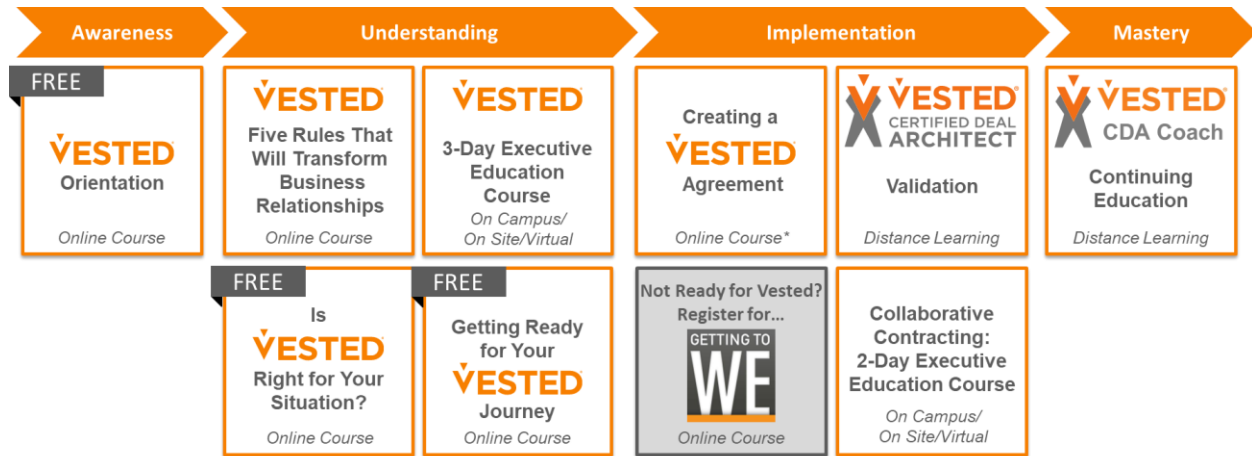 Awareness
Understanding
Implementation
Mastery
FREE
VESTED®
Orientation
Online Course
VESTED®
Five Rules That
Will Transform
Business
Relationships
Online Course
VESTED®
3-Day Executive
Education
Course
On Campus/
On Site/Virtual
Creating a
VESTED®
Agreement
Online Course*
VESTED®
CERTIFIED DEAL
ARCHITECT
Validation
Distance Learning
VESTED®
CDA Coach
Continuing
Education
Distance Learning
FREE
Is
VESTED®
Right for Your
Situation?
Online Course
FREE
Getting Ready
for Your
VESTED®
Journey
Online Course
Not Ready for Vested?
Register for...
GETTING TO
WE
Online Course
Collaborative
Contracting:
2-Day Executive
Education Course
On Campus/
On Site/Virtual